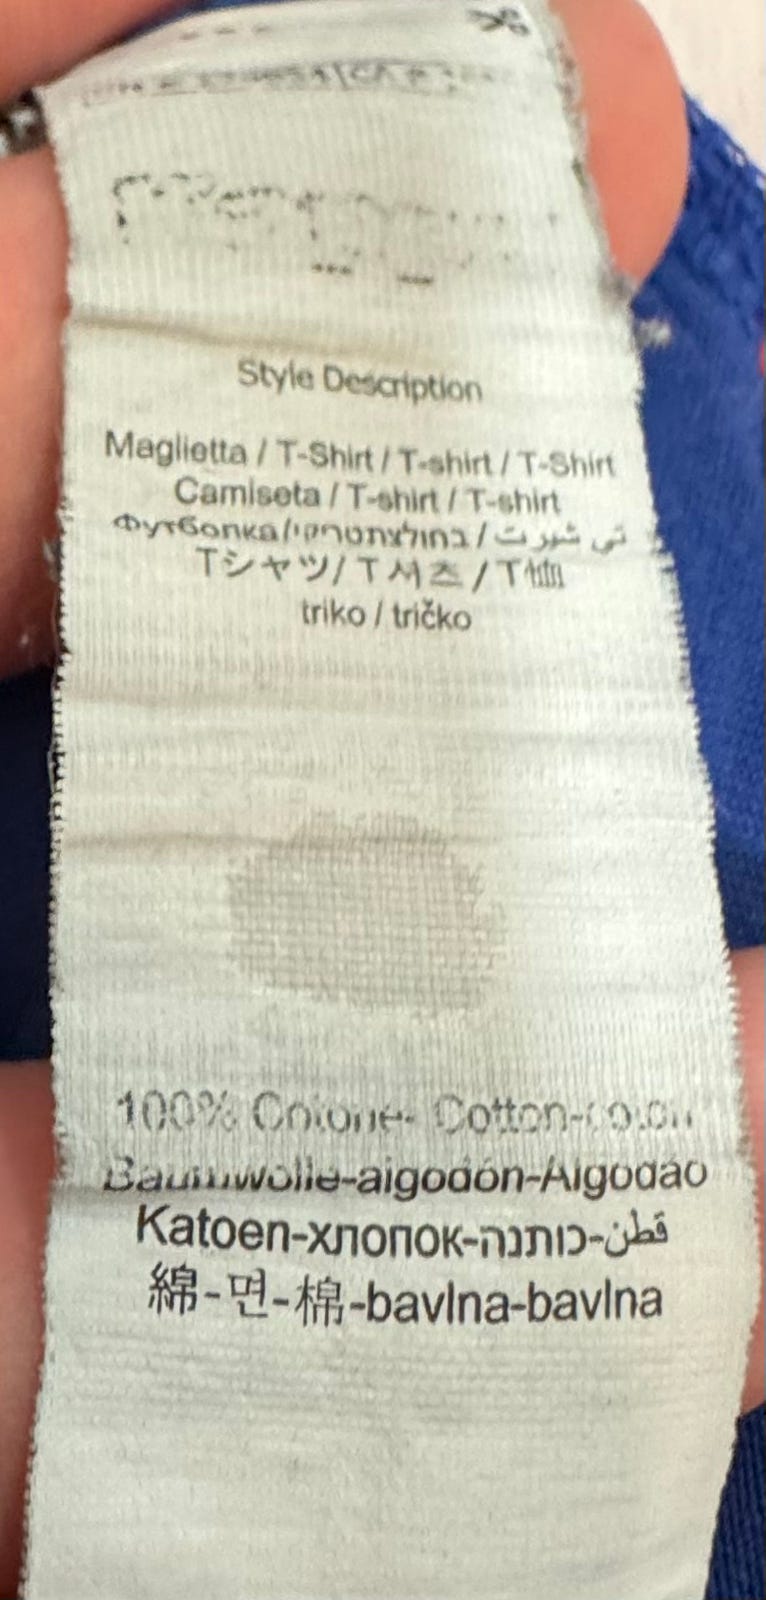 Style Description
Maglietta / T-Shirt / T-shirt / T-Shirt
Camiseta / T-shirt / T-shirt
Футболка / تي شيرت
Tシャツ/ T셔츠 / T恤
triko / tričko
100% Cotone- Cotton-coton
Baumwolle-algodón-Algodão
Katoen-хлопок-כותנה-قطن
綿-면-棉-bavlna-bavlna